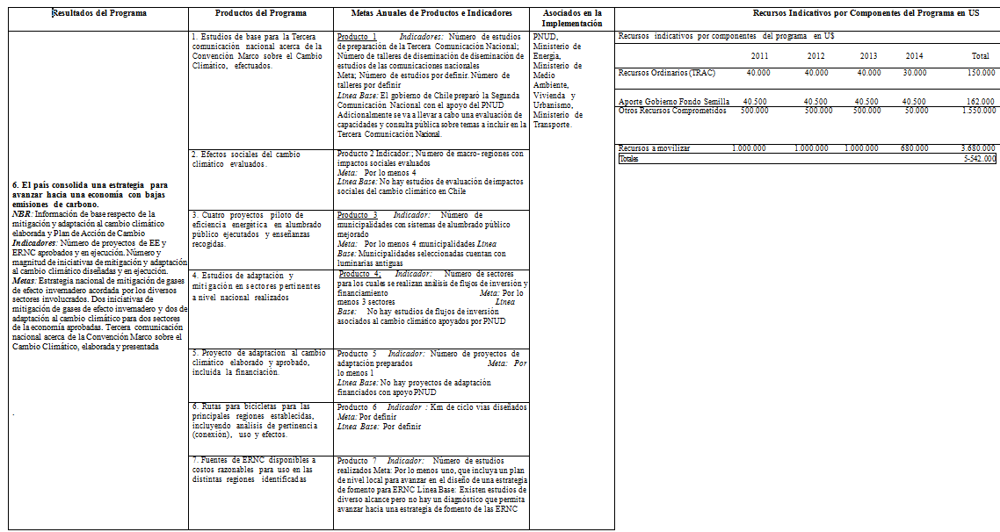 Resultados del Programa
Productos del Programa
Metas Anuales de Productos e Indicadores
Asociados en la
Implementación
Recursos Indicativos por Componentes del Programa en US
6. El país consolida una estrategia para
avanzar hacia una economía con bajas
emisiones de carbono.
NBR: Información de base respecto de la
mitigación y adaptación al cambio climático
elaborada y Plan de Acción de Cambio
Indicadores: Número de proyectos de EE y
ERNC aprobados y en ejecución. Número y
magnitud de iniciativas de mitigación y adaptación
al cambio climático diseñadas y en ejecución.
Metas: Estrategia nacional de mitigación de gases
de efecto invernadero acordada por los diversos
sectores involucrados. Dos iniciativas de
mitigación de gases de efecto invernadero y dos de
adaptación al cambio climático para dos sectores
de la economía aprobadas. Tercera comunicación
nacional acerca de la Convención Marco sobre el
Cambio Climático, elaborada y presentada
.
1. Estudios de base para la Tercera
comunicación nacional acerca de la
Convención Marco sobre el Cambio
Climático, efectuados.
2. Efectos sociales del cambio
climático evaluados.
3. Cuatro proyectos piloto de
eficiencia energética en alumbrado
público ejecutados y enseñanzas
recogidas.
4. Estudios de adaptación y
mitigación en sectores pertinentes
a nivel nacional realizados
5. Proyecto de adaptación al cambio
climático elaborado y aprobado,
incluida la financiación.
6. Rutas para bicicletas para las
principales regiones establecidas,
incluyendo análisis de pertinencia
(conexión), uso y efectos.
7. Fuentes de ERNC disponibles a
costos razonables para uso en las
distintas regiones identificadas
Producto 1 Indicadores: Número de estudios
de preparación de la Tercera Comunicación Nacional;
Número de talleres de diseminación de diseminación de
estudios de las comunicaciones nacionales
Meta; Número de estudios por definir. Número de
talleres por definir
Línea Base: El gobierno de Chile preparó la Segunda
Comunicación Nacional con el apoyo del PNUD
Adicionalmente se va a llevar a cabo una evaluación de
capacidades y consulta pública sobre temas a incluir en la
Tercera Comunicación Nacional.
Producto 2 Indicador:; Número de macro- regiones con
impactos sociales evaluados
Meta: Por lo menos 4
Línea Base: No hay estudios de evaluación de impactos
sociales del cambio climático en Chile
Producto 3 Indicador: Número de
municipalidades con sistemas de alumbrado público
mejorado
Meta: Por lo menos 4 municipalidades Línea
Base: Municipalidades seleccionadas cuentan con
luminarias antiguas
Producto 4; Indicador: Número de sectores
para los cuales se realizan análisis de flujos de inversión y
financiamiento Meta: Por lo
menos 3 sectores Línea
Base: No hay estudios de flujos de inversión
asociados al cambio climático apoyados por PNUD
Producto 5 Indicador: Número de proyectos de
adaptación preparados Meta: Por
lo menos 1
Línea Base: No hay proyectos de adaptación
financiados con apoyo PNUD
Producto 6 Indicador : Km de ciclo vías diseñados
Meta: Por definir
Línea Base: Por definir
Producto 7 Indicador: Número de estudios
realizados Meta: Por lo menos uno, que incluya un plan
de nivel local para avanzar en el diseño de una estrategia
de fomento para ERNC Línea Base: Existen estudios de
diverso alcance pero no hay un diagnóstico que permita
avanzar hacia una estrategia de fomento de las ERNC
PNUD,
Ministerio de
Energía,
Ministerio de
Medio
Ambiente,
Vivienda y
Urbanismo,
Ministerio de
Transporte.
Recursos indicativos por componentes del programa en U$
2011 2012 2013 2014 Total
Recursos Ordinarios (TRAC) 40.000 40.000 40.000 30.000 150.000
Aporte Gobierno Fondo Semilla 40.500 40.500 40.500 40.500 162.000
Otros Recursos Comprometidos 500.000 500.000 500.000 50.000 1.550.000
Recursos a movilizar 1.000.000 1.000.000 1.000.000 680.000 3.680.000
Totales 5-542.000